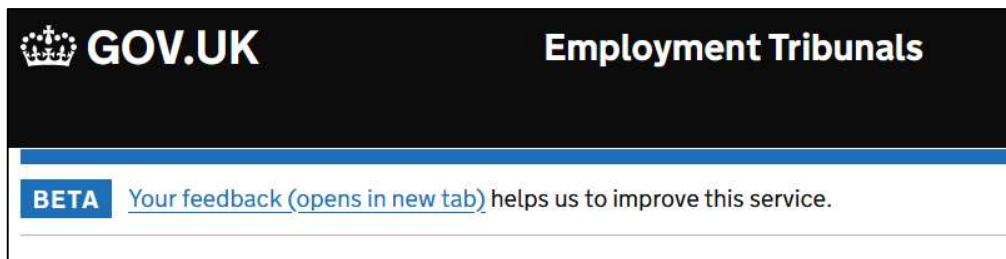 GOV.UK Employment Tribunals
BETA Your feedback (opens in new tab) helps us to improve this service.